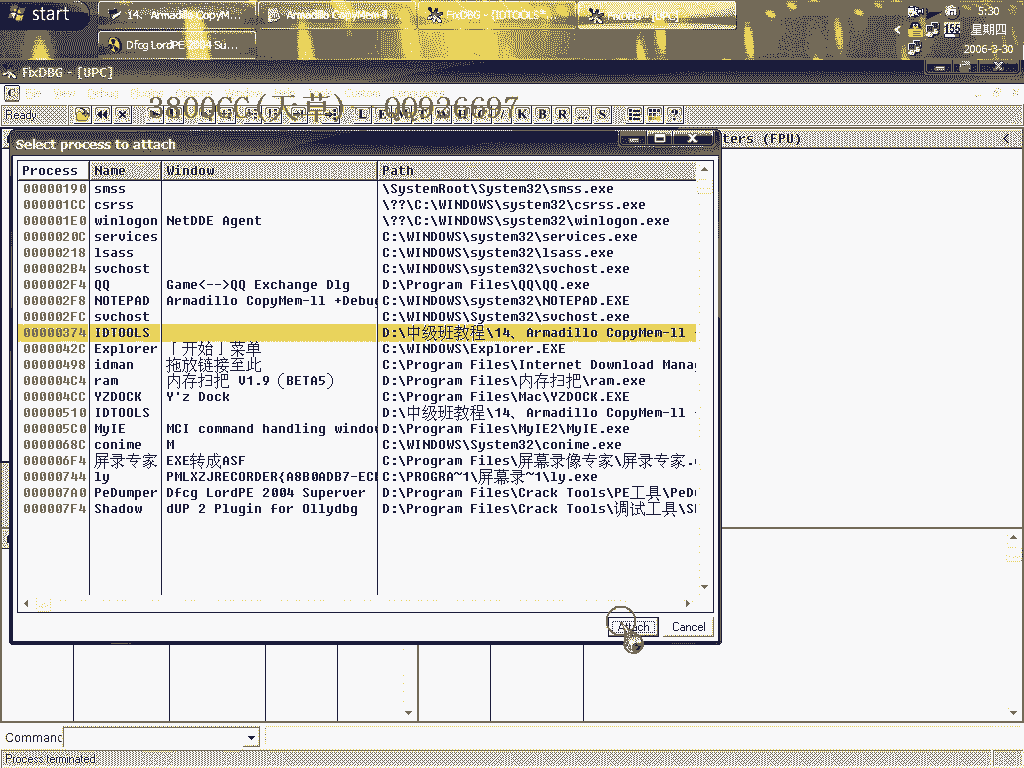 start
14. Armadillo CopyM...
Armadillo CopyMem-ll
FixDBG - [IDTOOLS
FixDBG - [UPC]
5:30
Dfcg LordPE 2004 Su...
星期四
2006-3-30
FixDBG - [UPC]
3800CC(天草)
Ready
K B R ... S
Select process to attach
ters (FPU)
Process Name Window Path
00000190 smss \SystemRoot\System32\smss.exe
000001CC csrss \??\C:\WINDOWS\system32\csrss.exe
000001E0 winlogon NetDDE Agent \??\C:\WINDOWS\system32\winlogon.exe
0000020C services C:\WINDOWS\system32\services.exe
00000218 lsass C:\WINDOWS\system32\lsass.exe
000002B4 svchost C:\WINDOWS\system32\svchost.exe
000002F4 QQ Game<-->QQ Exchange Dlg D:\Program Files\QQ\QQ.exe
000002F8 NOTEPAD Armadillo CopyMem-ll +Debug C:\WINDOWS\system32\NOTEPAD.EXE
000002FC svchost C:\WINDOWS\System32\svchost.exe
00000374 IDTOOLS D:\中级班教程\14、Armadillo CopyMem-ll
0000042C Explorer 「开始」菜单 C:\WINDOWS\Explorer.EXE
00000498 idman 拖放链接至此 C:\Program Files\Internet Download Mana
000004C4 ram 内存扫把 V1.9 (BETA5) D:\Program Files\内存扫把\ram.exe
000004CC YZDOCK Y'z Dock C:\Program Files\Mac\YZDOCK.EXE
00000510 IDTOOLS D:\中级班教程\14、Armadillo CopyMem-ll
000005C0 MyIE MCI command handling window D:\Program Files\MyIE2\MyIE.exe
0000068C conime M C:\WINDOWS\System32\conime.exe
000006F4 屏录专家 EXE转成ASF C:\Program Files\屏幕录像专家\屏录专家.
00000744 ly PMLXZJRECORDER{A8B0ADB7-EC C:\PROGRA~1\屏幕录~1\ly.exe
000007A0 PeDumper Dfcg LordPE 2004 Superver D:\Program Files\Crack Tools\PE工具\PeD
000007F4 Shadow dUP 2 Plugin for Ollydbg D:\Program Files\Crack Tools\调试工具\S
Attach Cancel
Command
Process terminated